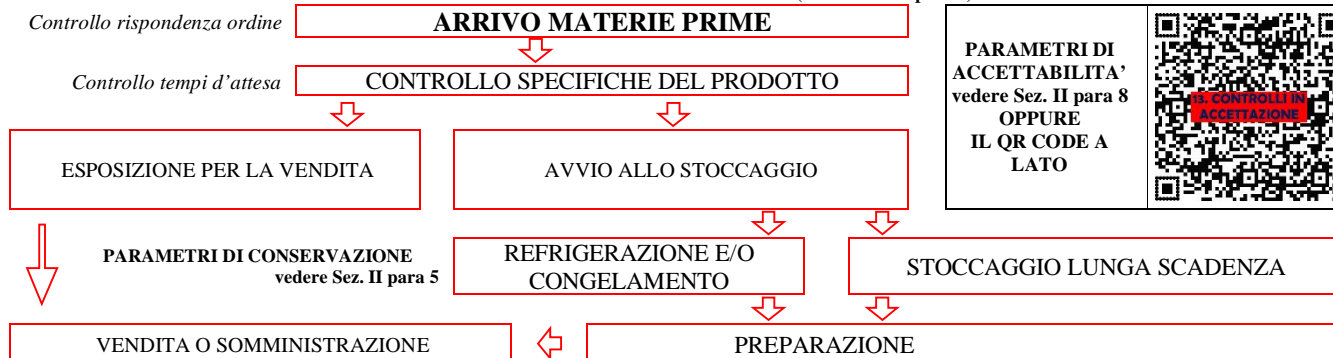 Controllo rispondenza ordine
ARRIVO MATERIE PRIME
Controllo tempi d'attesa
CONTROLLO SPECIFICHE DEL PRODOTTO
PARAMETRI DI
ACCETTABILITA'
vedere Sez. II para 8
OPPURE
IL QR CODE A
LATO
13. CONTROLLI IN
ACCETTAZIONE
ESPOSIZIONE PER LA VENDITA
AVVIO ALLO STOCCAGGIO
PARAMETRI DI CONSERVAZIONE
vedere Sez. II para 5
REFRIGERAZIONE E/O
CONGELAMENTO
STOCCAGGIO LUNGA SCADENZA
VENDITA O SOMMINISTRAZIONE
PREPARAZIONE